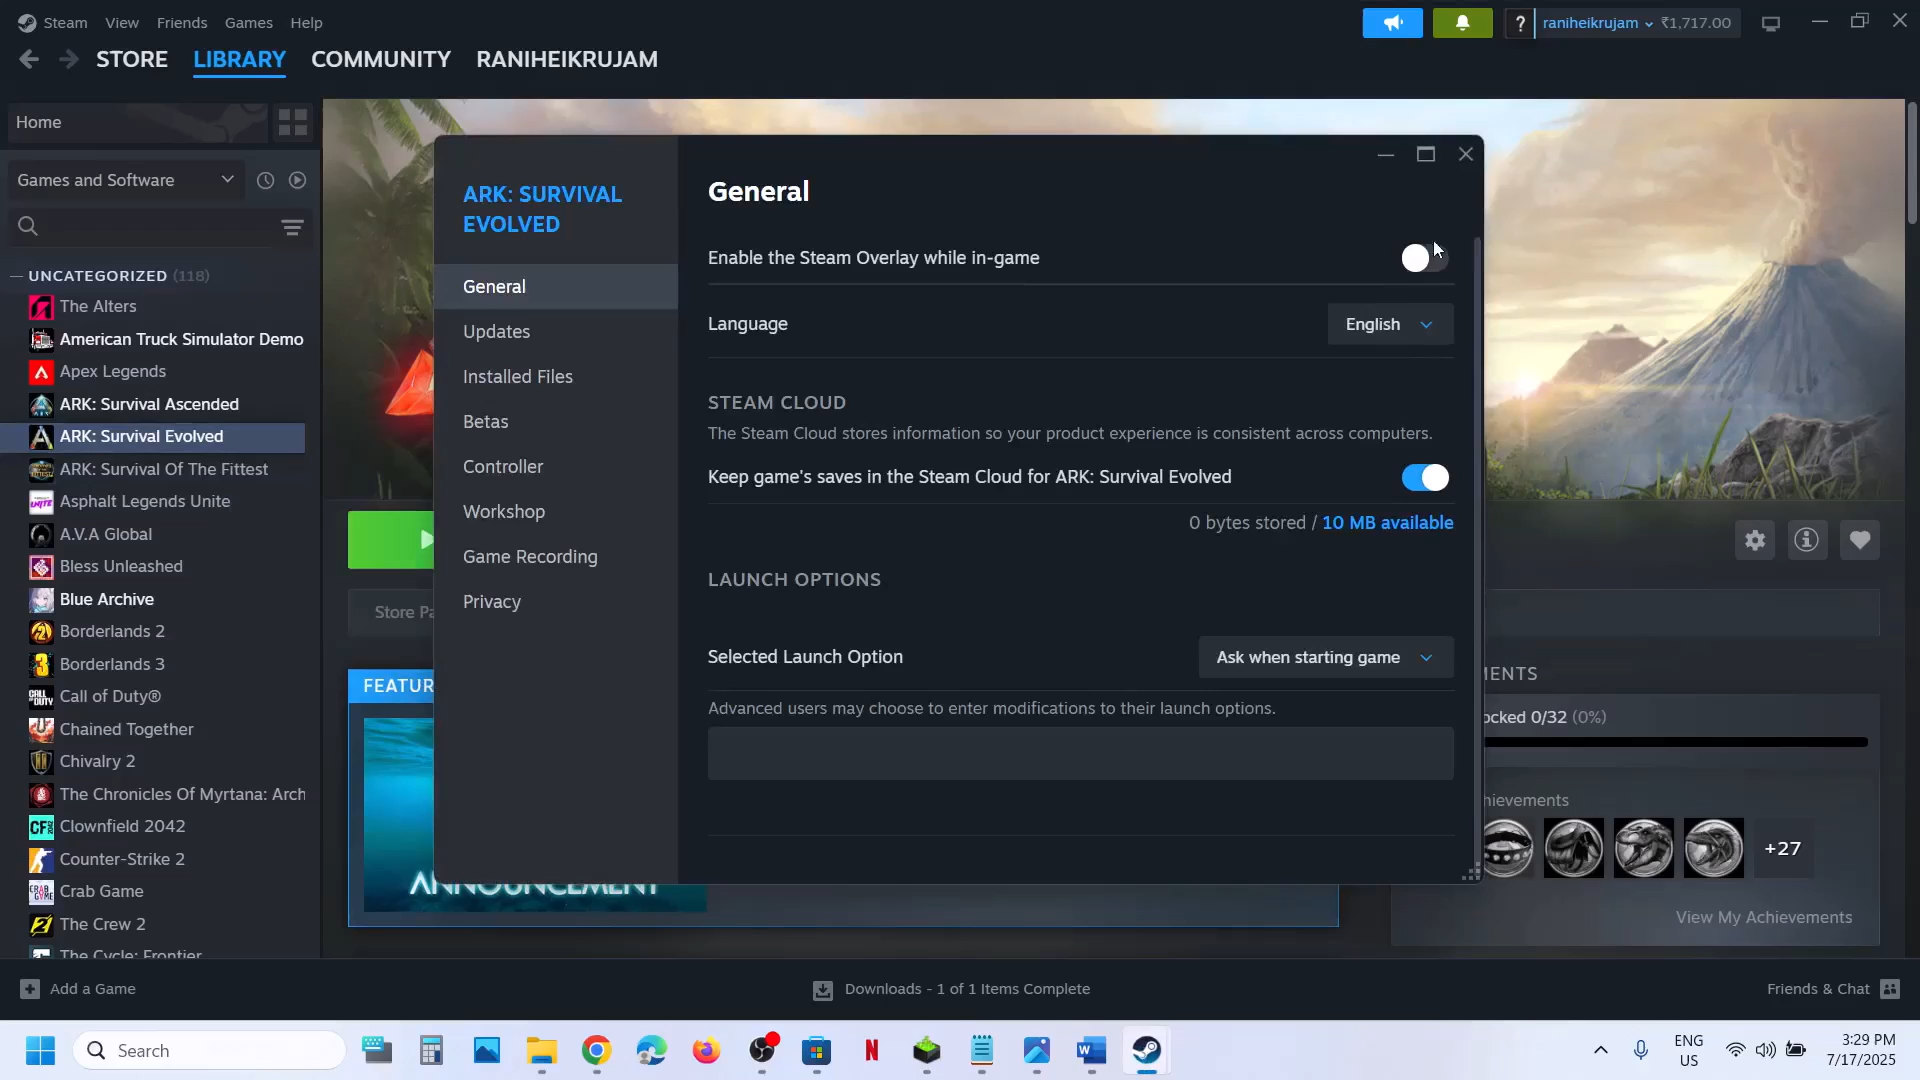 Steam View Friends Games Help
raniheikrujam ₹1,717.00
STORE LIBRARY COMMUNITY RANIHEIKRUJAM
Home
Games and Software
UNCATEGORIZED (118)
The Alters
American Truck Simulator Demo
Apex Legends
ARK: Survival Ascended
ARK: Survival Evolved
ARK: Survival Of The Fittest
Asphalt Legends Unite
A.V.A Global
Bless Unleashed
Blue Archive
Borderlands 2
Borderlands 3
Call of Duty®
Chained Together
Chivalry 2
The Chronicles Of Myrtana: Arch
Clownfield 2042
Counter-Strike 2
Crab Game
The Crew 2
The Cycle: Frontier
ARK: SURVIVAL
EVOLVED
General
Updates
Installed Files
Betas
Controller
Workshop
Game Recording
Privacy
General
Enable the Steam Overlay while in-game
Language English
STEAM CLOUD
The Steam Cloud stores information so your product experience is consistent across computers.
Keep game's saves in the Steam Cloud for ARK: Survival Evolved
0 bytes stored / 10 MB available
LAUNCH OPTIONS
Selected Launch Option Ask when starting game
Advanced users may choose to enter modifications to their launch options.
Store Pa
FEATUR
ANNOUNCEMENT
MENTS
ocked 0/32 (0%)
hievements
+27
View My Achievements
Add a Game
Downloads - 1 of 1 Items Complete
Friends & Chat
Search
ENG
US
3:29 PM
7/17/2025